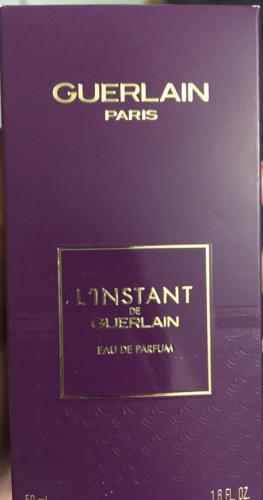 GUERLAIN
PARIS
L'INSTANT
DE
GUERLAIN
EAU DE PARFUM
50 ml 1.6 FL. OZ.